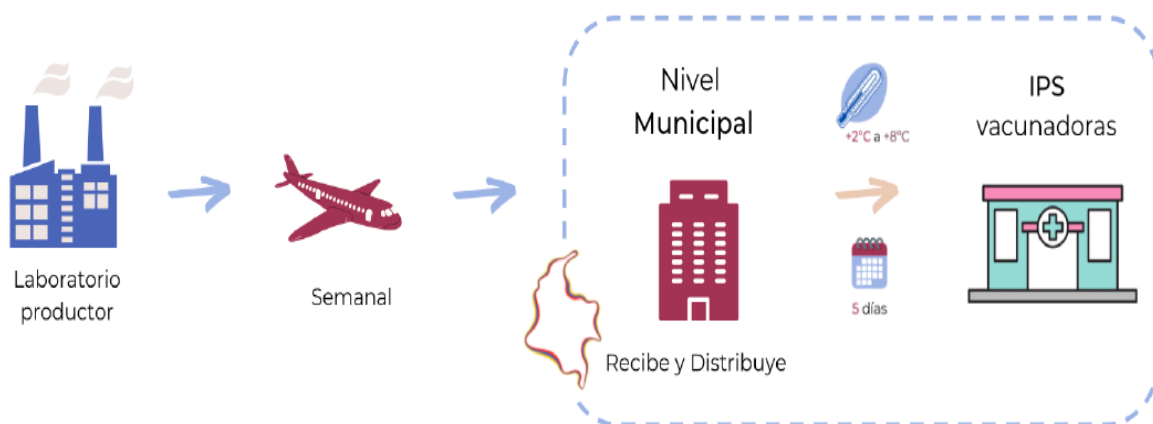 Laboratorio
productor
Semanal
Nivel
Municipal
Recibe y Distribuye
+2°C a +8°C
5 días
IPS
vacunadoras